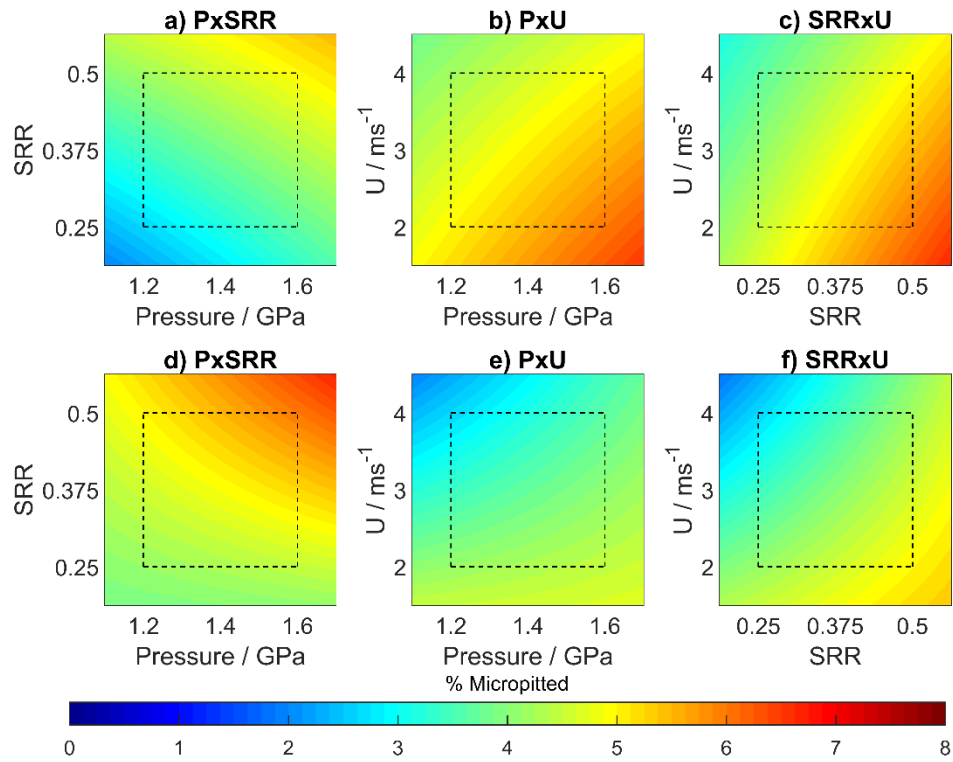 a) PxSRR
b) PxU
c) SRRxU
SRR
0.5
0.375
0.25
U / ms-1
4
3
2
U / ms-1
4
3
2
1.2 1.4 1.6
1.2 1.4 1.6
0.25 0.375 0.5
Pressure / GPa
Pressure / GPa
SRR
d) PxSRR
e) PxU
f) SRRxU
SRR
0.5
0.375
0.25
U / ms-1
4
3
2
U / ms-1
4
3
2
1.2 1.4 1.6
1.2 1.4 1.6
0.25 0.375 0.5
Pressure / GPa
Pressure / GPa
SRR
% Micropitted
0 1 2 3 4 5 6 7 8